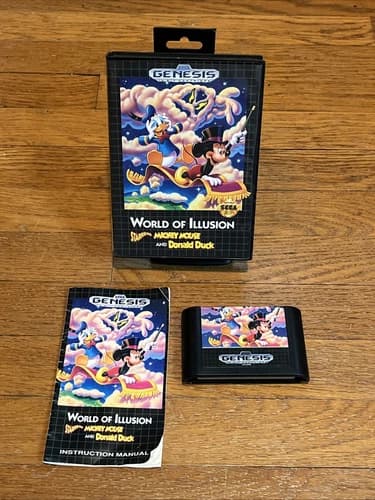 GENESIS
SEGA
WORLD OF ILLUSION
STARRING MICKEY MOUSE
AND Donald Duck
GENESIS
WORLD OF ILLUSION
STARRING MICKEY MOUSE
AND Donald Duck
INSTRUCTION MANUAL
GENESIS